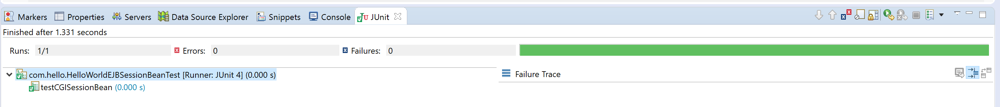 Markers Properties Servers Data Source Explorer Snippets Console JUnit
Finished after 1.331 seconds
Runs: 1/1 Errors: 0 Failures: 0
com.hello.HelloWorldEJBSessionBeanTest [Runner: JUnit 4] (0.000 s)
Failure Trace
testCGISessionBean (0.000 s)